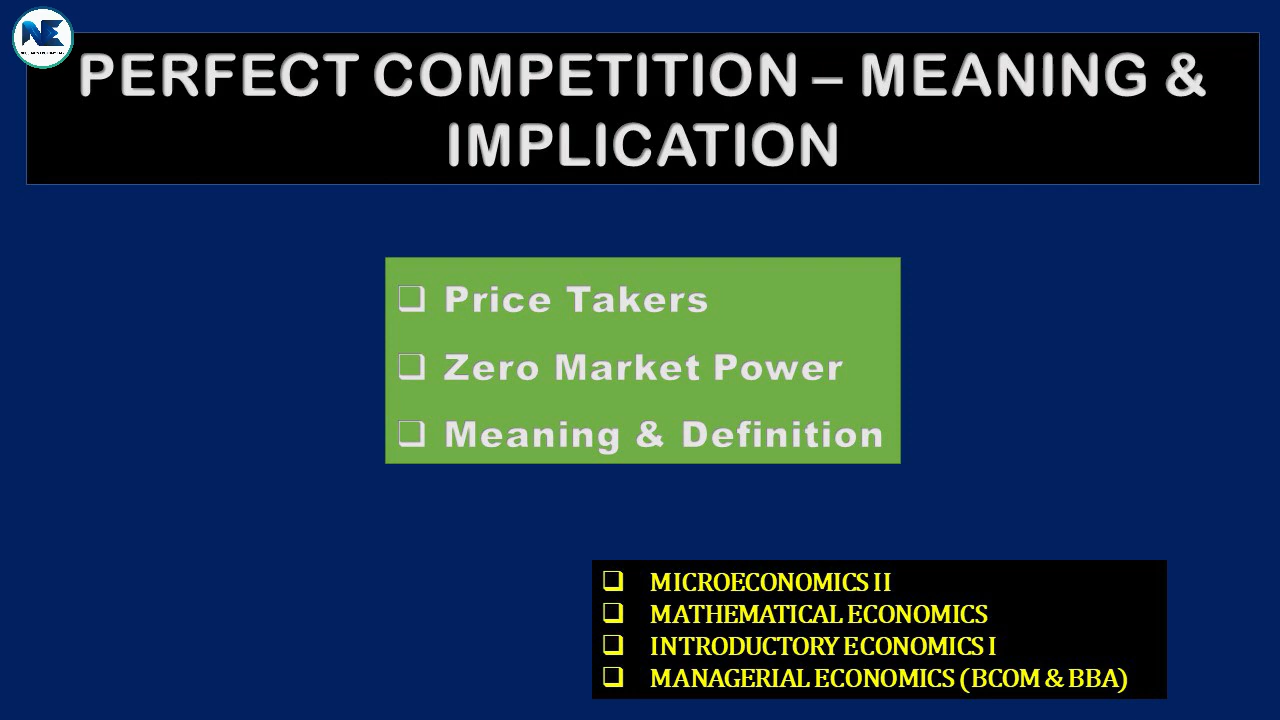 NE
PERFECT COMPETITION – MEANING &
IMPLICATION
❑ Price Takers
❑ Zero Market Power
❑ Meaning & Definition
❑ MICROECONOMICS II
❑ MATHEMATICAL ECONOMICS
❑ INTRODUCTORY ECONOMICS I
❑ MANAGERIAL ECONOMICS (BCOM & BBA)